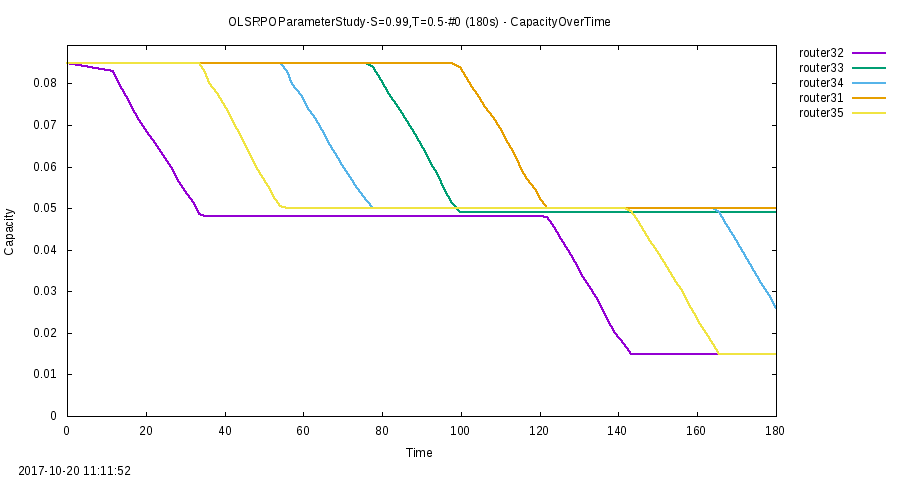 OLSRPOParameterStudy-S=0.99,T=0.5-#0 (180s) - CapacityOverTime
router32
router33
router34
router31
router35
0.08
0.07
0.06
0.05
0.04
0.03
0.02
0.01
0
Capacity
0 20 40 60 80 100 120 140 160 180
Time
2017-10-20 11:11:52